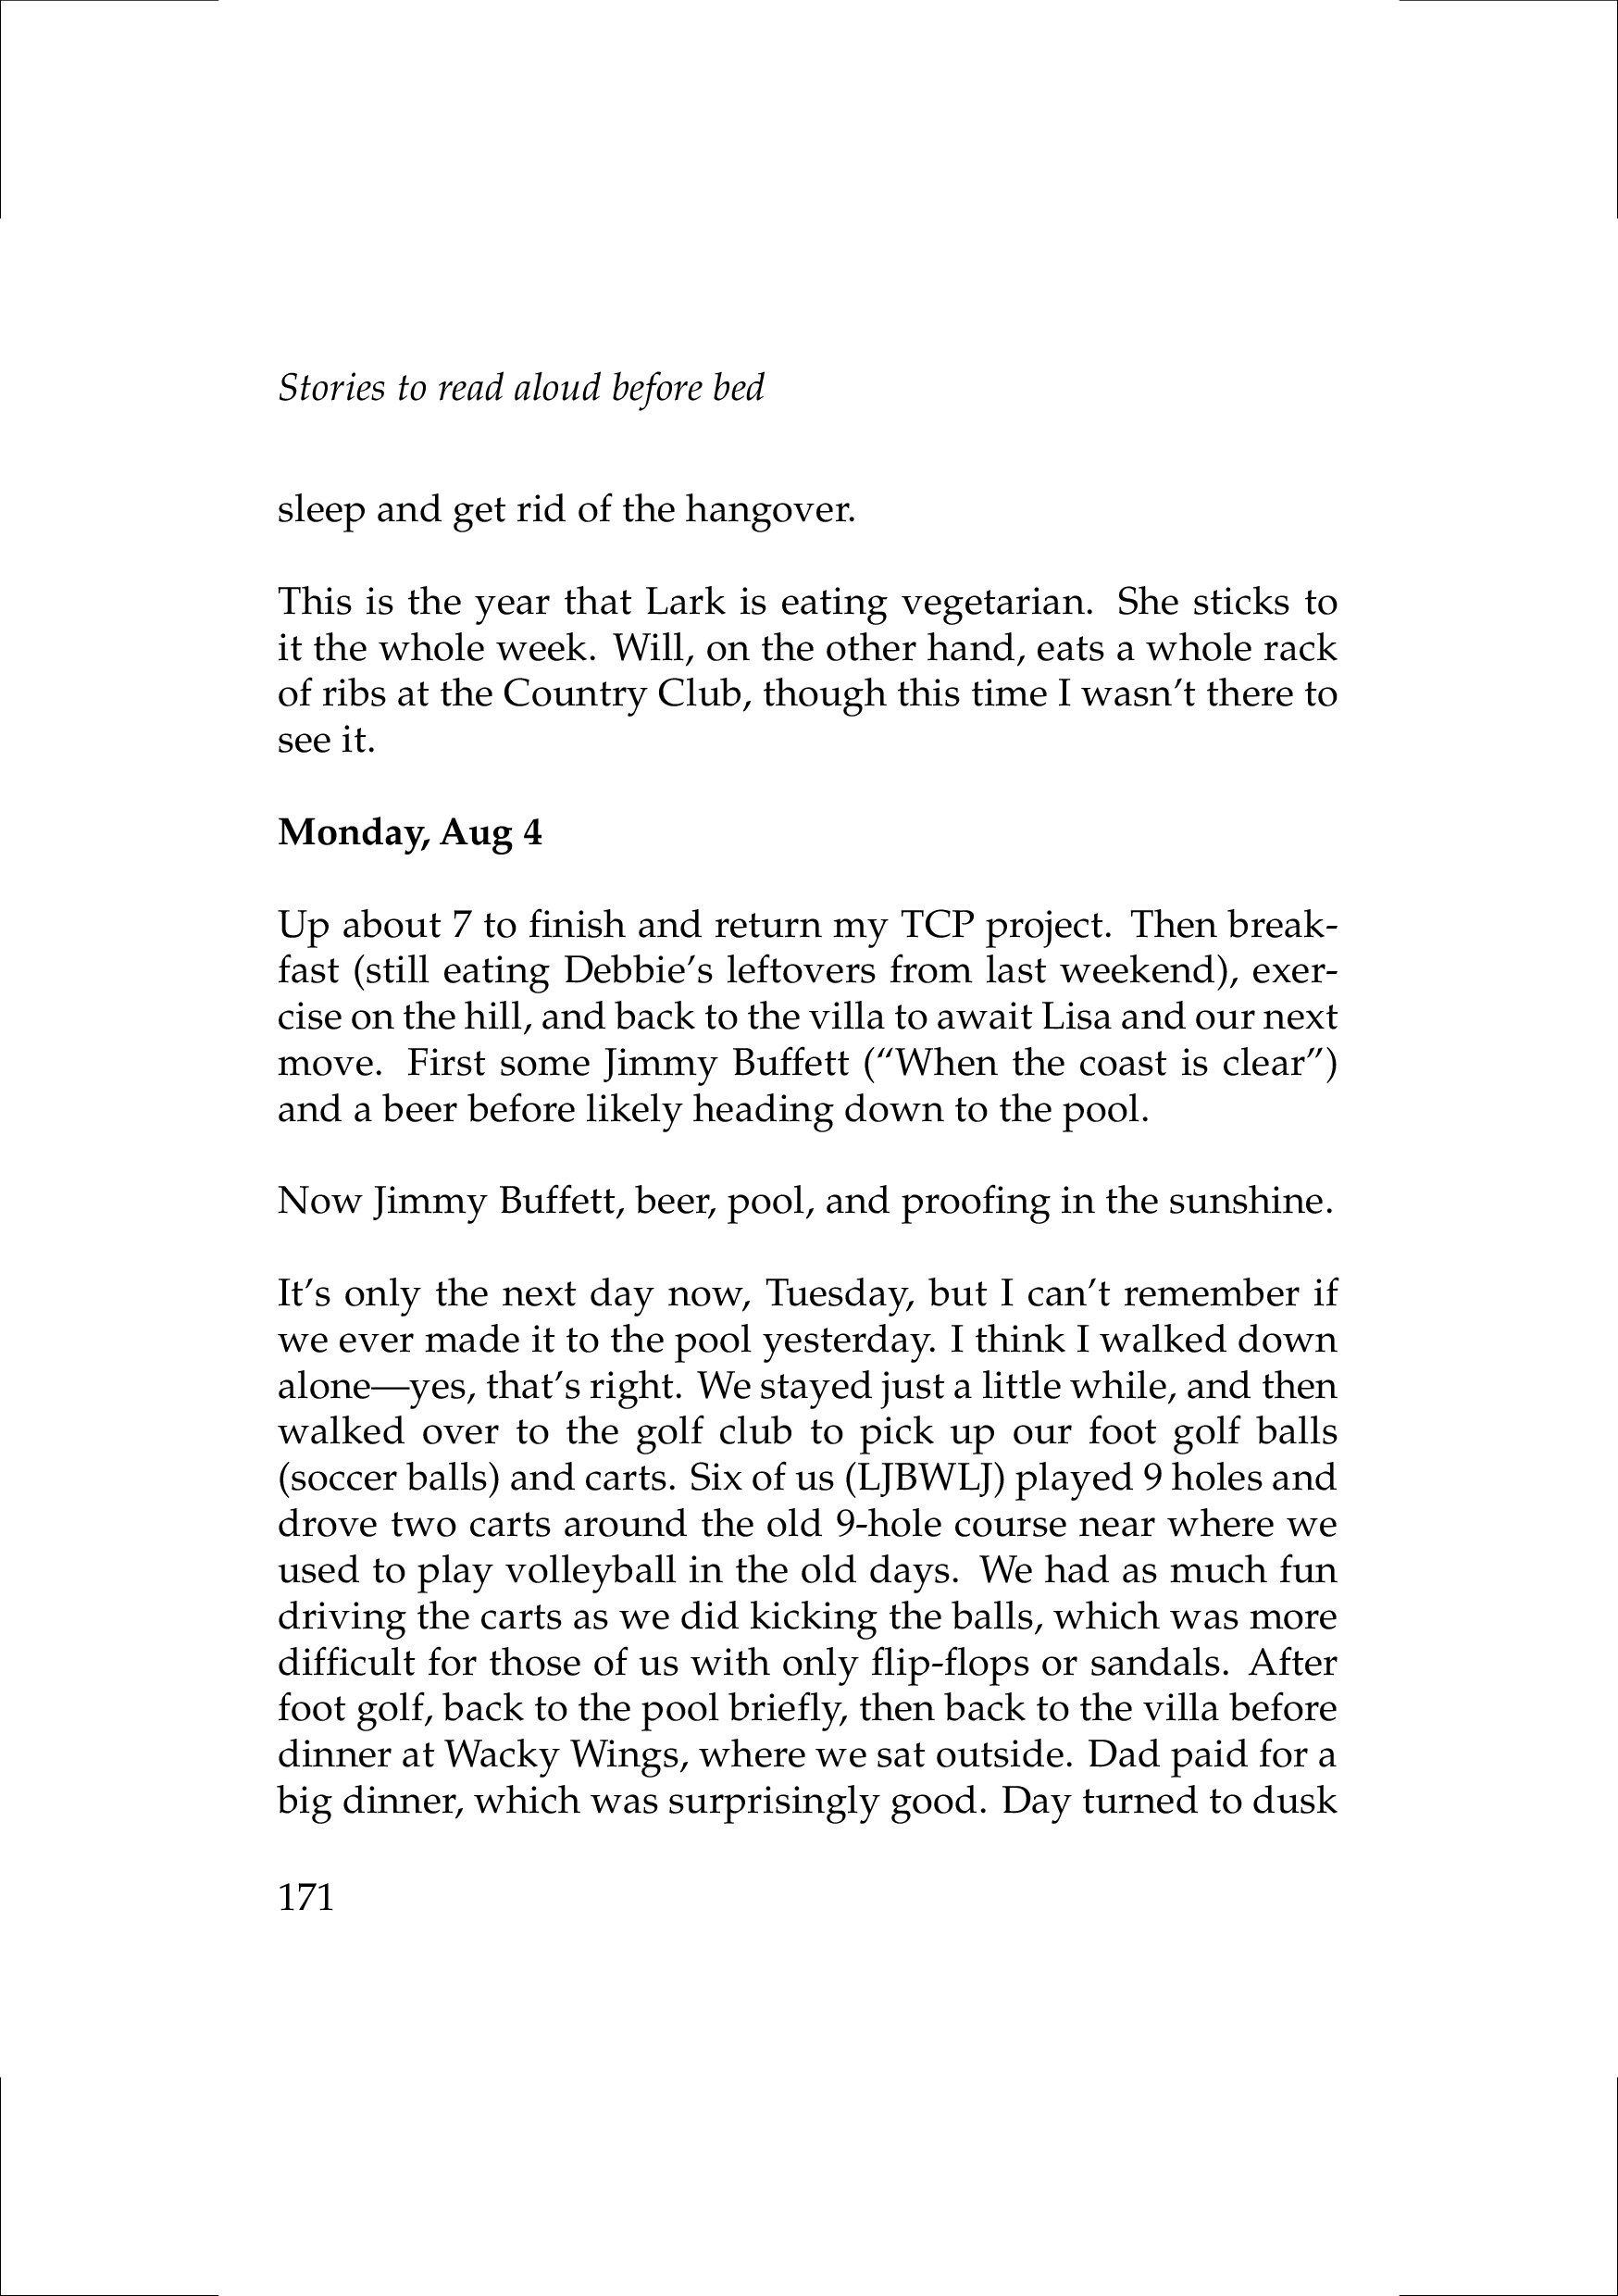 Stories to read aloud before bed
sleep and get rid of the hangover.
This is the year that Lark is eating vegetarian. She sticks to
it the whole week. Will, on the other hand, eats a whole rack
of ribs at the Country Club, though this time I wasn’t there to
see it.
Monday, Aug 4
Up about 7 to finish and return my TCP project. Then break-
fast (still eating Debbie’s leftovers from last weekend), exer-
cise on the hill, and back to the villa to await Lisa and our next
move. First some Jimmy Buffett (“When the coast is clear”)
and a beer before likely heading down to the pool.
Now Jimmy Buffett, beer, pool, and proofing in the sunshine.
It’s only the next day now, Tuesday, but I can’t remember if
we ever made it to the pool yesterday. I think I walked down
alone—yes, that’s right. We stayed just a little while, and then
walked over to the golf club to pick up our foot golf balls
(soccer balls) and carts. Six of us (LJBWLJ) played 9 holes and
drove two carts around the old 9-hole course near where we
used to play volleyball in the old days. We had as much fun
driving the carts as we did kicking the balls, which was more
difficult for those of us with only flip-flops or sandals. After
foot golf, back to the pool briefly, then back to the villa before
dinner at Wacky Wings, where we sat outside. Dad paid for a
big dinner, which was surprisingly good. Day turned to dusk
171